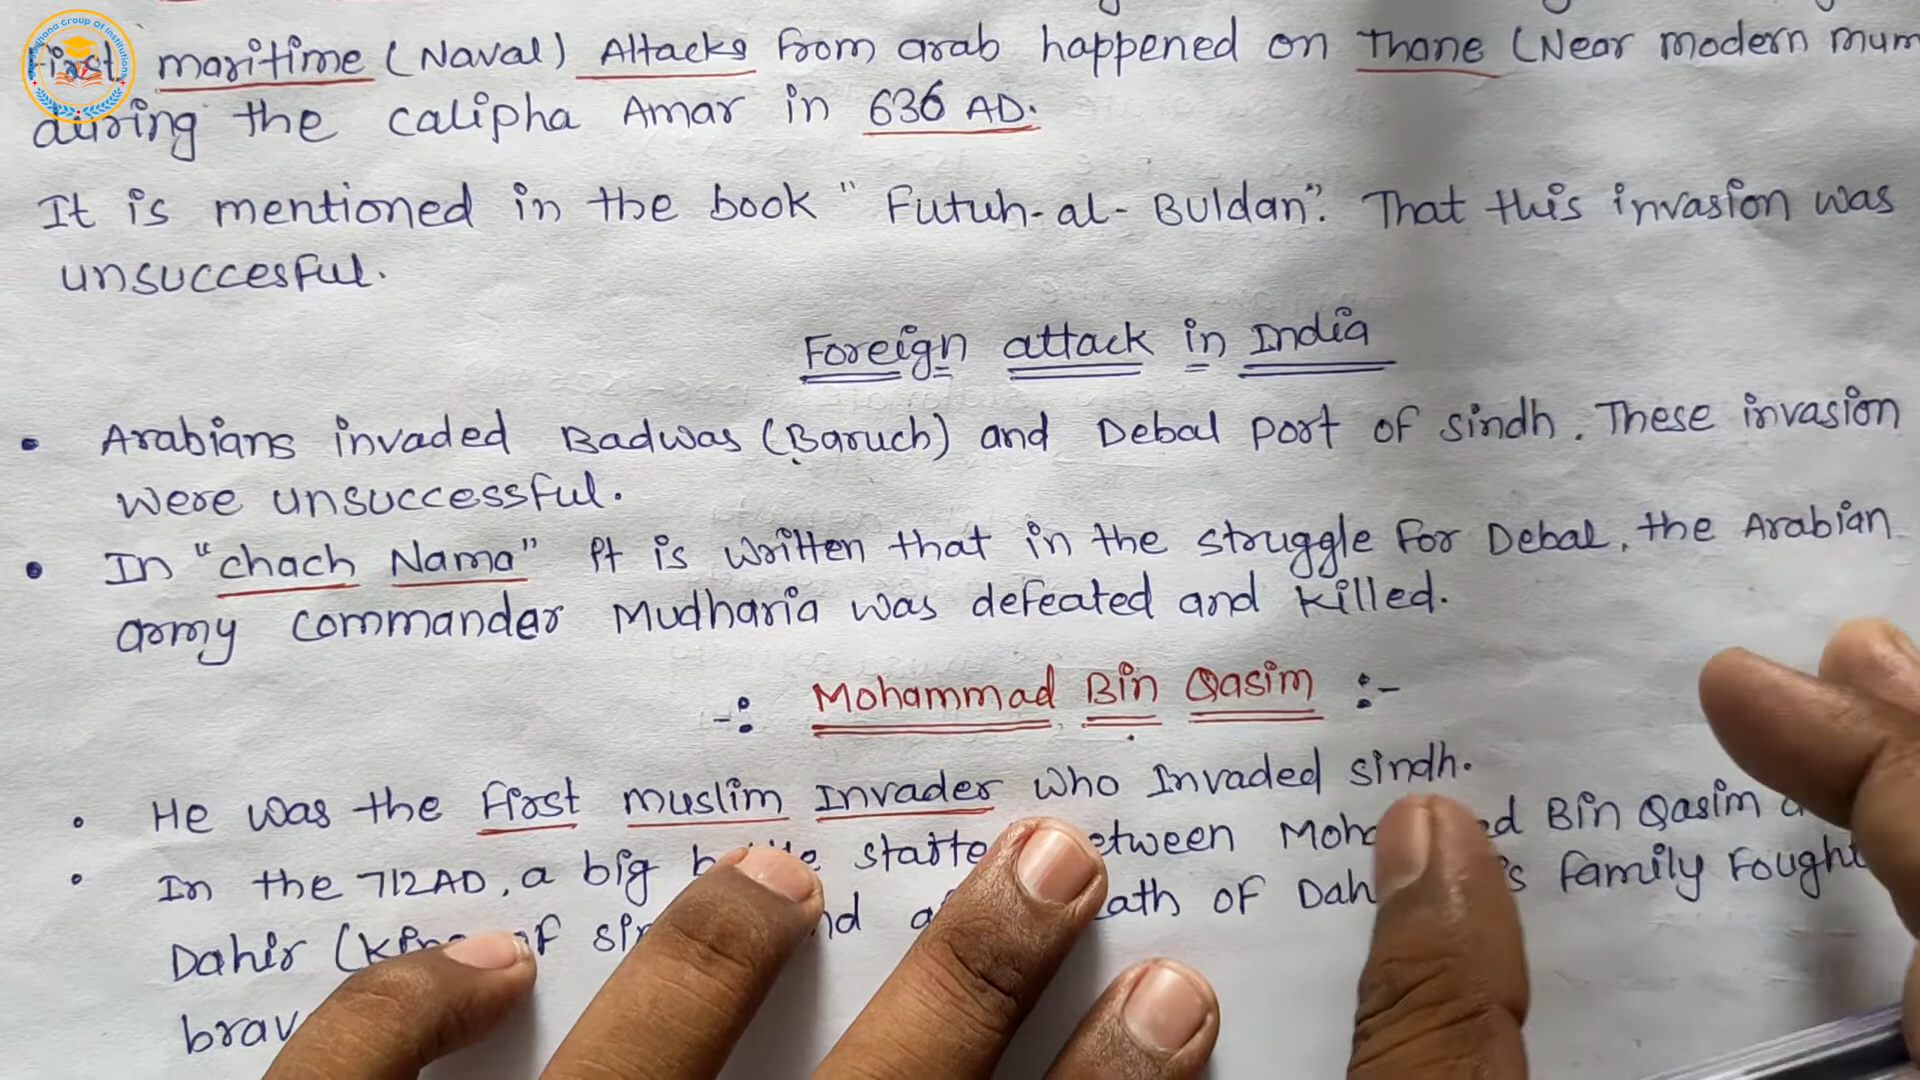 First maritime (Naval) Attacks from arab happened on Thane (Near modern mum
during the calipha Amar in 636 AD.
It is mentioned in the book "Futuh-al-Buldan". That this invasion was
unsuccesful.
Foreign attack in India
• Arabians invaded Badwas (Baruch) and Debal Port of Sindh. These invasion
were unsuccessful.
• In "chach Nama" it is written that in the struggle for Debal, the Arabian
army commander Mudharia was defeated and killed.
-: Mohammad Bin Qasim :-
• He was the first muslim Invader who Invaded Sindh.
• In the 712AD, a big between Bin Qasim
Dahir ( of family Fought